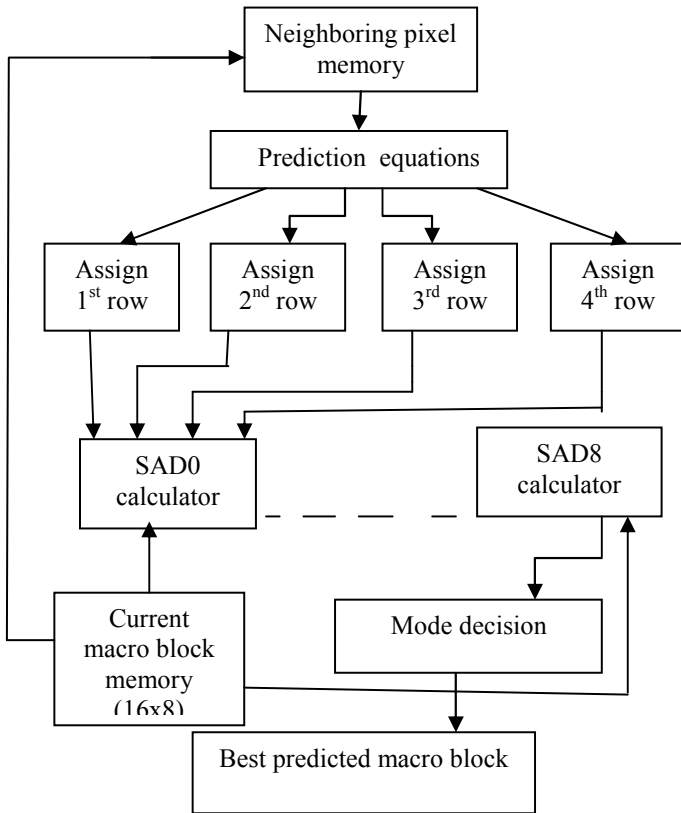 Neighboring pixel
memory
Prediction equations
Assign
1st row
Assign
2nd row
Assign
3rd row
Assign
4th row
SAD0
calculator
SAD8
calculator
Current
macro block
memory
(16x8)
Mode decision
Best predicted macro block